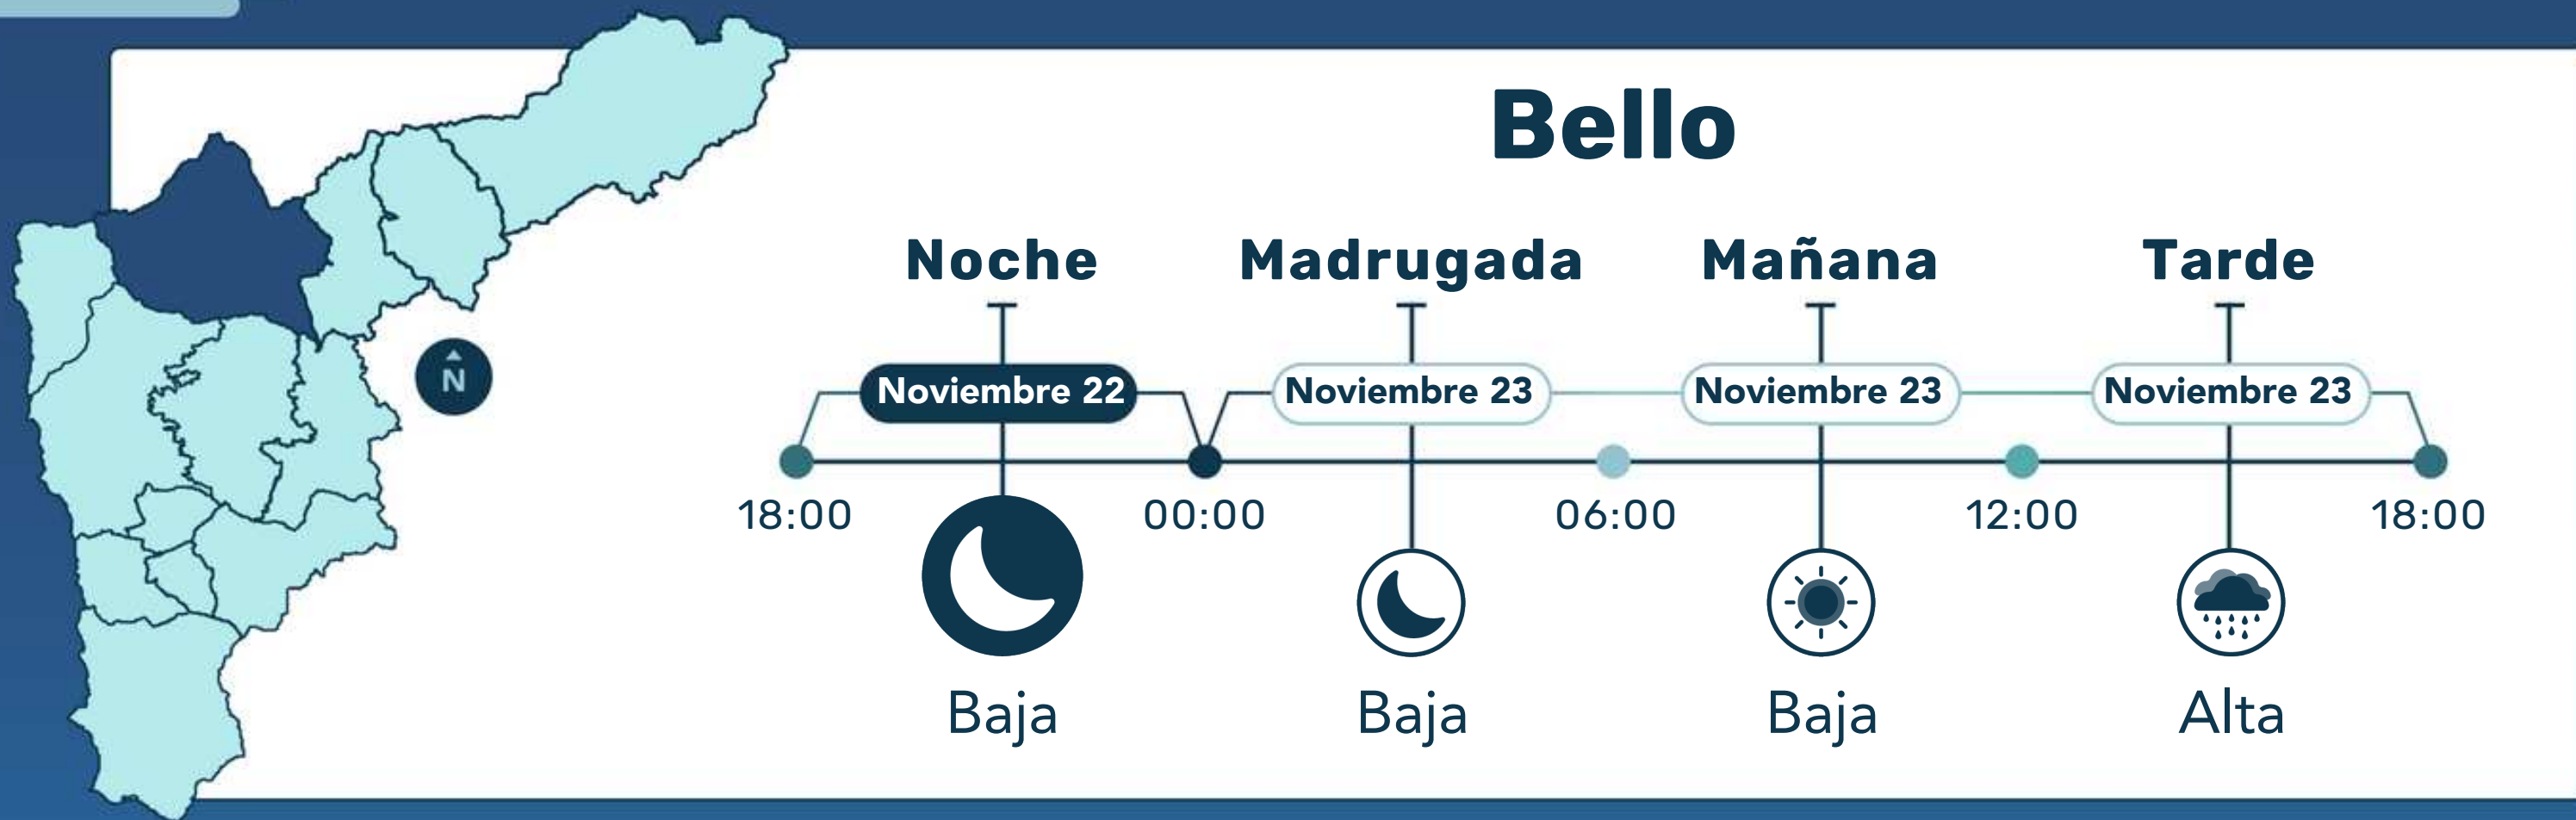 Bello
Noche Madrugada Mañana Tarde
Noviembre 22 Noviembre 23 Noviembre 23 Noviembre 23
N
18:00 00:00 06:00 12:00 18:00
Baja Baja Baja Alta